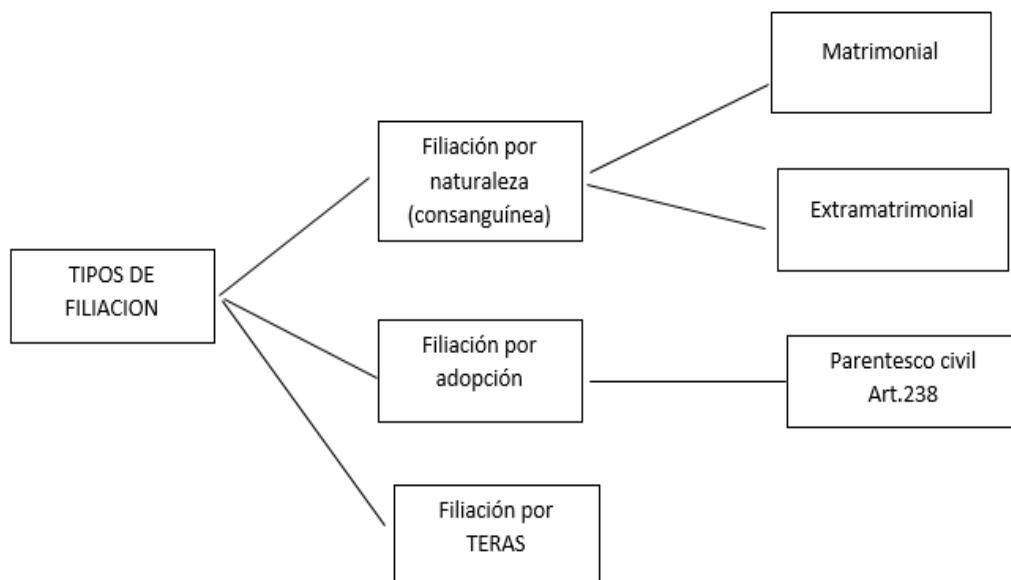 TIPOS DE
FILIACION
Filiación por
naturaleza
(consanguínea)
Matrimonial
Extramatrimonial
Filiación por
adopción
Parentesco civil
Art.238
Filiación por
TERAS